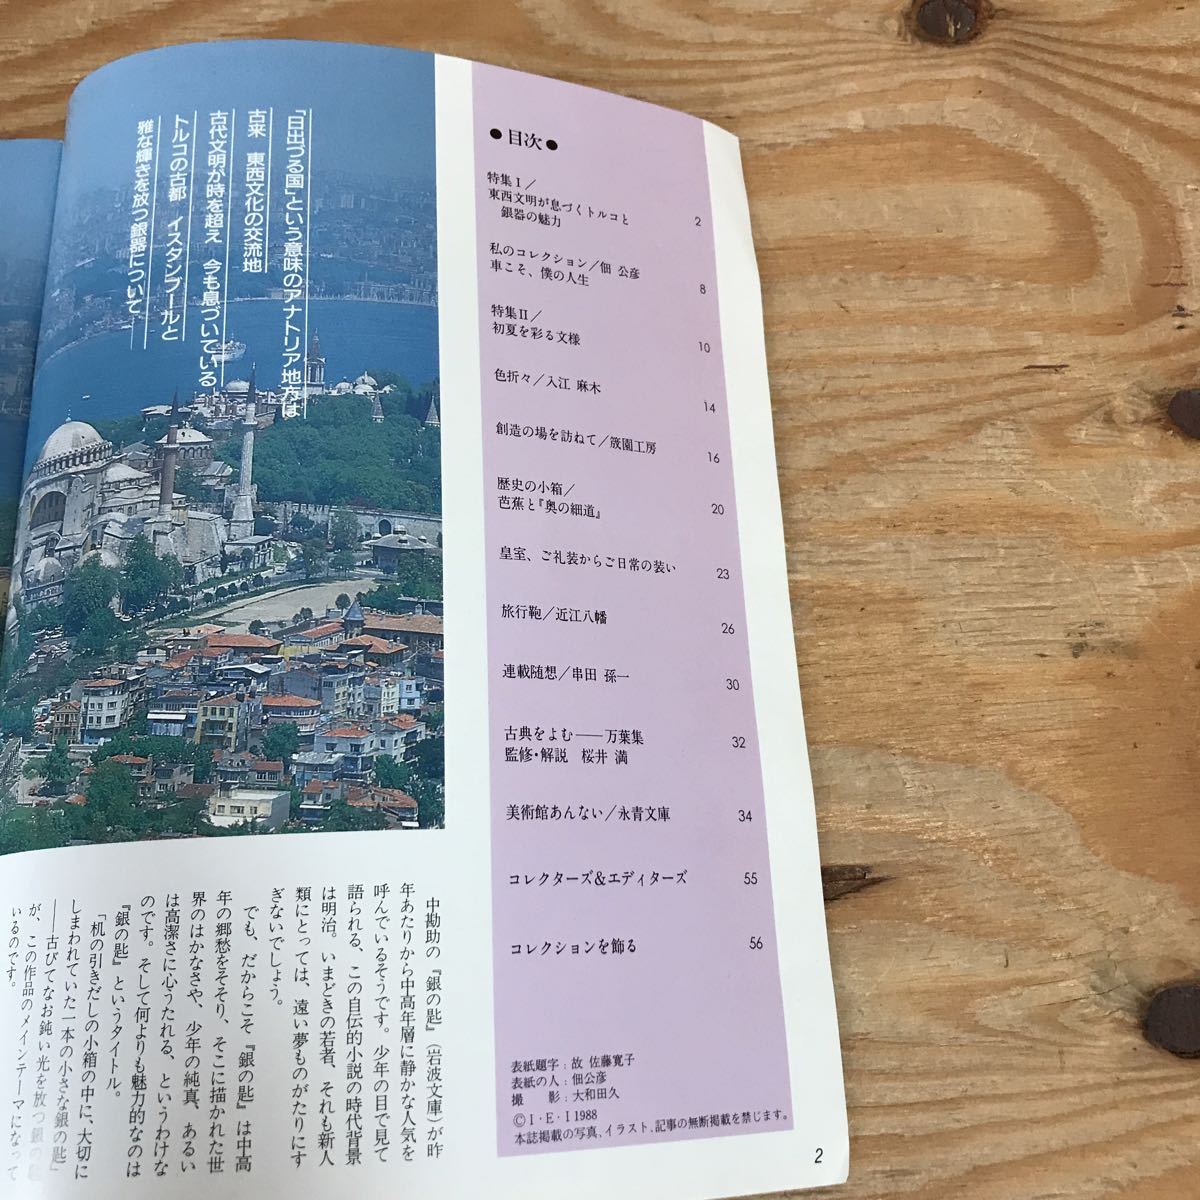 「日出づる国」という意味のアナトリア地方は
古来　東西文化の交流地
古代文明が時を超え　今も息づいている
トルコの古都　イスタンブールと
雅な輝きを放つ銀器について
●目次●
特集Ⅰ／
東西文明が息づくトルコと
銀器の魅力 2
私のコレクション／佃 公彦
車こそ、僕の人生 8
特集Ⅱ／
初夏を彩る文様 10
色折々／入江 麻木 14
創造の場を訪ねて／筬園工房 16
歴史の小箱／
芭蕉と『奥の細道』 20
皇室、ご礼装からご日常の装い 23
旅行鞄／近江八幡 26
連載随想／串田 孫一 30
古典をよむ――万葉集
監修・解説　桜井 満 32
美術館あんない／永青文庫 34
コレクターズ&エディターズ 55
コレクションを飾る 56
表紙題字：故 佐藤寛子
表紙の人：佃公彦
撮　　影：大和田久
©I・E・I 1988
本誌掲載の写真、イラスト、記事の無断掲載を禁じます。
中勘助の『銀の匙』（岩波文庫）が昨
年あたりから中高年層に静かな人気を
呼んでいるそうです。少年の目で見て
語られる、この自伝的小説の時代背景
は明治。いまどきの若者、それも新人
類にとっては、遠い夢ものがたりにす
ぎないでしょう。
でも、だからこそ『銀の匙』は中高
年の郷愁をそそり、そこに描かれた世
界のはかなさや、少年の純真、あるい
は高潔さに心うたれる、というわけな
のです。そして何よりも魅力的なのは
『銀の匙』というタイトル。
「机の引きだしの小箱の中に、大切に
しまわれていた一本の小さな銀の匙」
――古びてなお鈍い光を放つ銀の匙
が、この作品のメインテーマになって
いるのです。
2